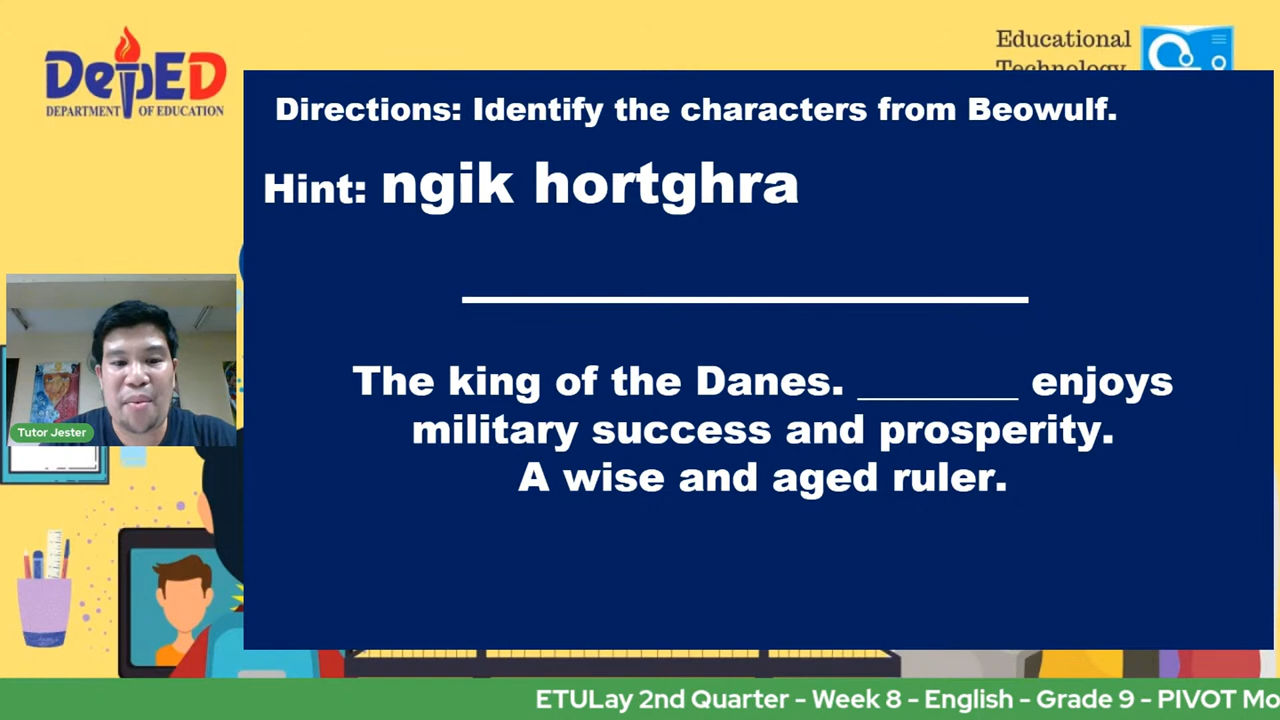 DepED
DEPARTMENT OF EDUCATION
Educational
Technology
Directions: Identify the characters from Beowulf.
Hint: ngik hortghra
The king of the Danes. ________ enjoys
military success and prosperity.
A wise and aged ruler.
Tutor Jester
ETULay 2nd Quarter - Week 8 - English - Grade 9 - PIVOT Mo